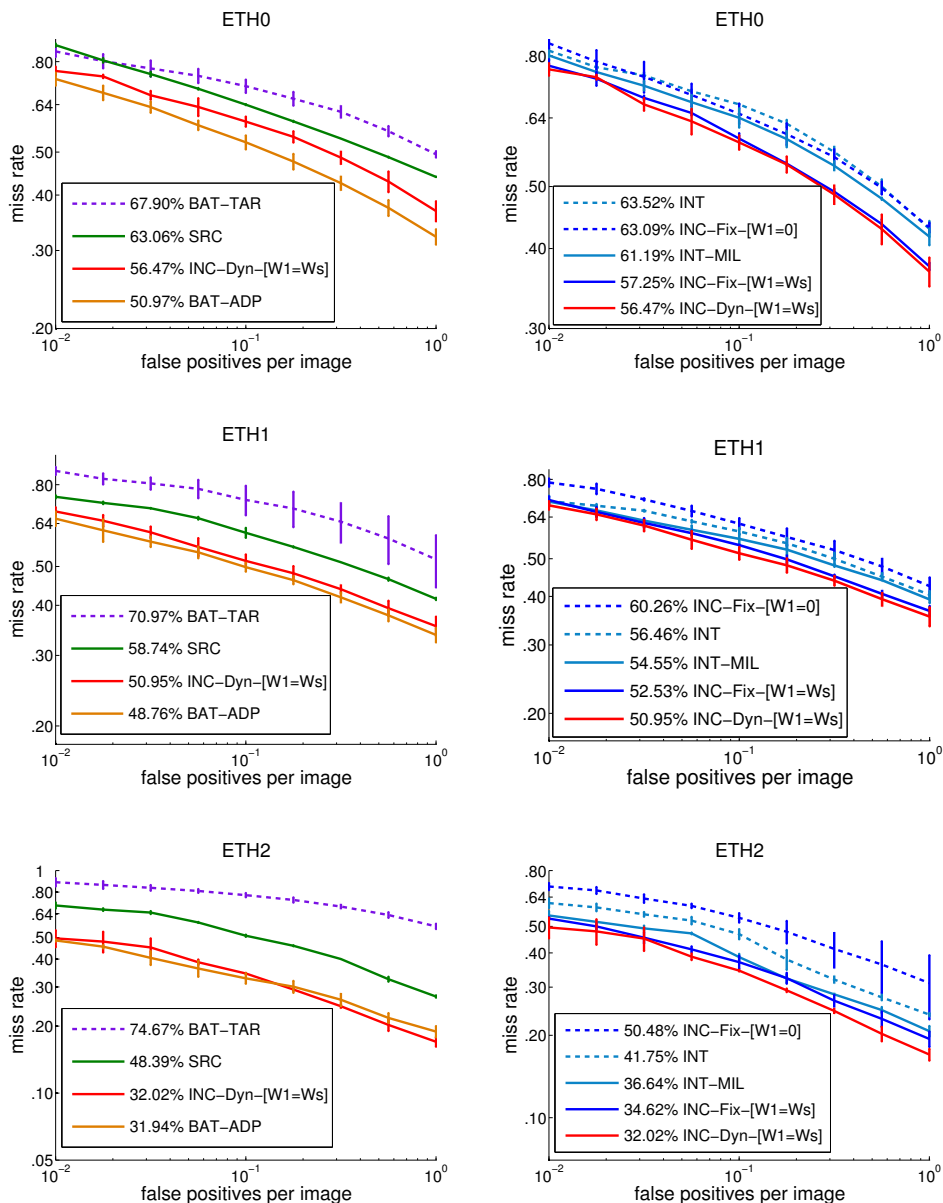 ETH0
miss rate
.80
.64
.50
.40
.30
.20
67.90% BAT−TAR
63.06% SRC
56.47% INC−Dyn−[W1=Ws]
50.97% BAT−ADP
10−2 10−1 100
false positives per image
ETH0
miss rate
.80
.64
.50
.40
.30
63.52% INT
63.09% INC−Fix−[W1=0]
61.19% INT−MIL
57.25% INC−Fix−[W1=Ws]
56.47% INC−Dyn−[W1=Ws]
10−2 10−1 100
false positives per image
ETH1
miss rate
.80
.64
.50
.40
.30
.20
70.97% BAT−TAR
58.74% SRC
50.95% INC−Dyn−[W1=Ws]
48.76% BAT−ADP
10−2 10−1 100
false positives per image
ETH1
miss rate
.80
.64
.50
.40
.30
.20
60.26% INC−Fix−[W1=0]
56.46% INT
54.55% INT−MIL
52.53% INC−Fix−[W1=Ws]
50.95% INC−Dyn−[W1=Ws]
10−2 10−1 100
false positives per image
ETH2
miss rate
1
.80
.64
.50
.40
.30
.20
.10
.05
74.67% BAT−TAR
48.39% SRC
32.02% INC−Dyn−[W1=Ws]
31.94% BAT−ADP
10−2 10−1 100
false positives per image
ETH2
miss rate
.80
.64
.50
.40
.30
.20
.10
50.48% INC−Fix−[W1=0]
41.75% INT
36.64% INT−MIL
34.62% INC−Fix−[W1=Ws]
32.02% INC−Dyn−[W1=Ws]
10−2 10−1 100
false positives per image